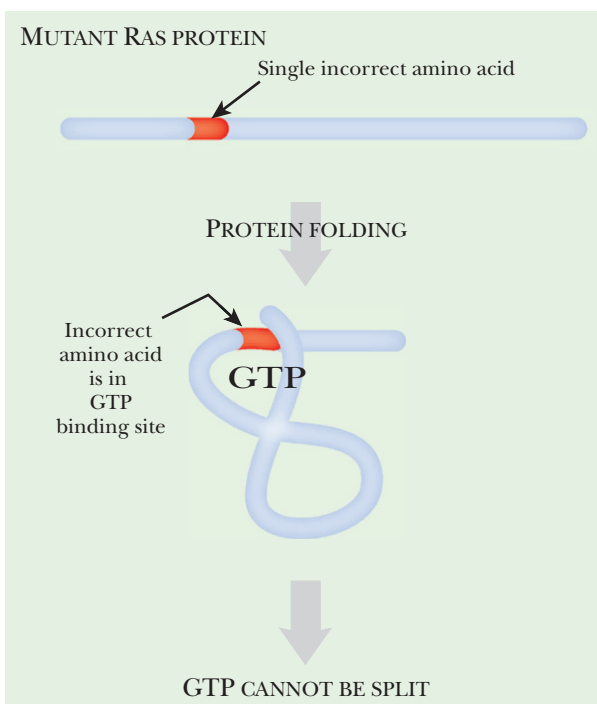 MUTANT RAS PROTEIN
Single incorrect amino acid
PROTEIN FOLDING
Incorrect
amino acid
is in
GTP
binding site
GTP
GTP CANNOT BE SPLIT